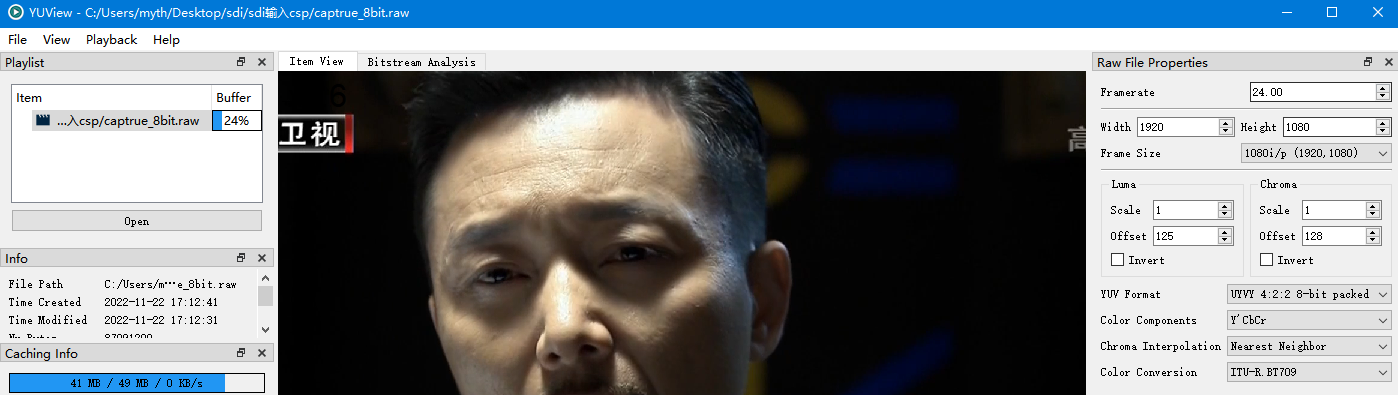 YUView - C:/Users/myth/Desktop/sdi/sdi输入csp/captrue_8bit.raw
File View Playback Help
Playlist
Item Buffer
...入csp/captrue_8bit.raw 24%
Open
Info
File Path C:/Users/m…e_8bit.raw
Time Created 2022-11-22 17:12:41
Time Modified 2022-11-22 17:12:31
Caching Info
41 MB / 49 MB / 0 KB/s
Item View Bitstream Analysis
6
卫视
高
Raw File Properties
Framerate 24.00
Width 1920 Height 1080
Frame Size 1080i/p (1920,1080)
Luma Chroma
Scale 1 Scale 1
Offset 125 Offset 128
Invert Invert
YUV Format UYVY 4:2:2 8-bit packed
Color Components Y'CbCr
Chroma Interpolation Nearest Neighbor
Color Conversion ITU-R.BT709